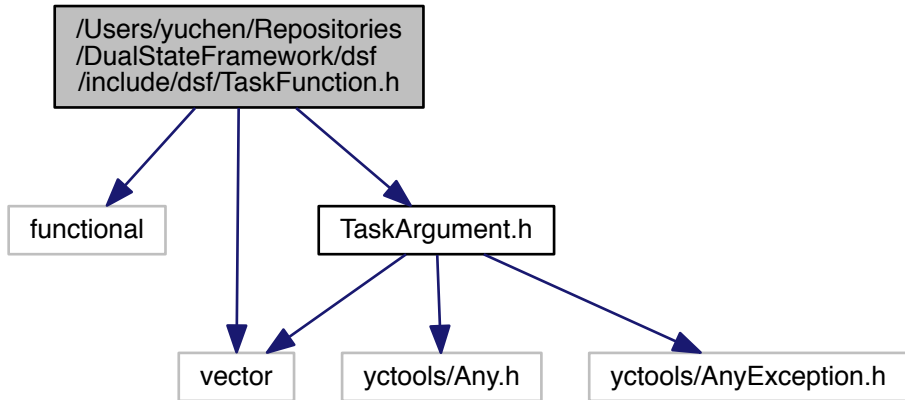 /Users/yuchen/Repositories
/DualStateFramework/dsf
/include/dsf/TaskFunction.h
functional
TaskArgument.h
vector
yctools/Any.h
yctools/AnyException.h